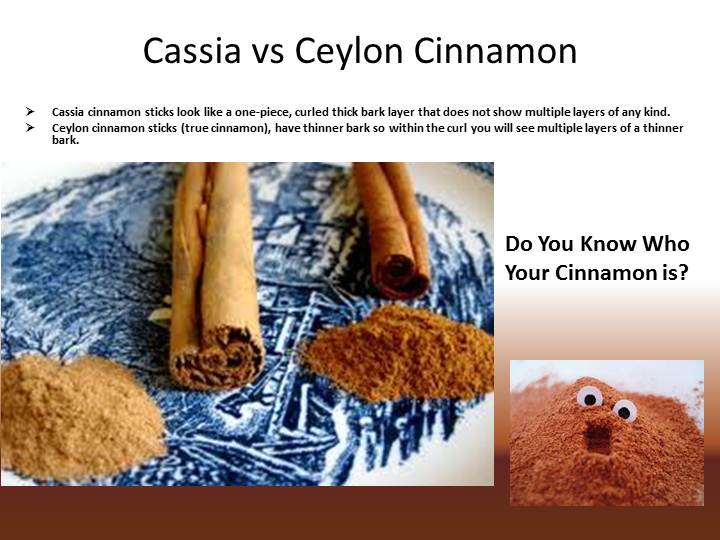 Cassia vs Ceylon Cinnamon
➢ Cassia cinnamon sticks look like a one-piece, curled thick bark layer that does not show multiple layers of any kind.
➢ Ceylon cinnamon sticks (true cinnamon), have thinner bark so within the curl you will see multiple layers of a thinner
bark.
Do You Know Who
Your Cinnamon is?